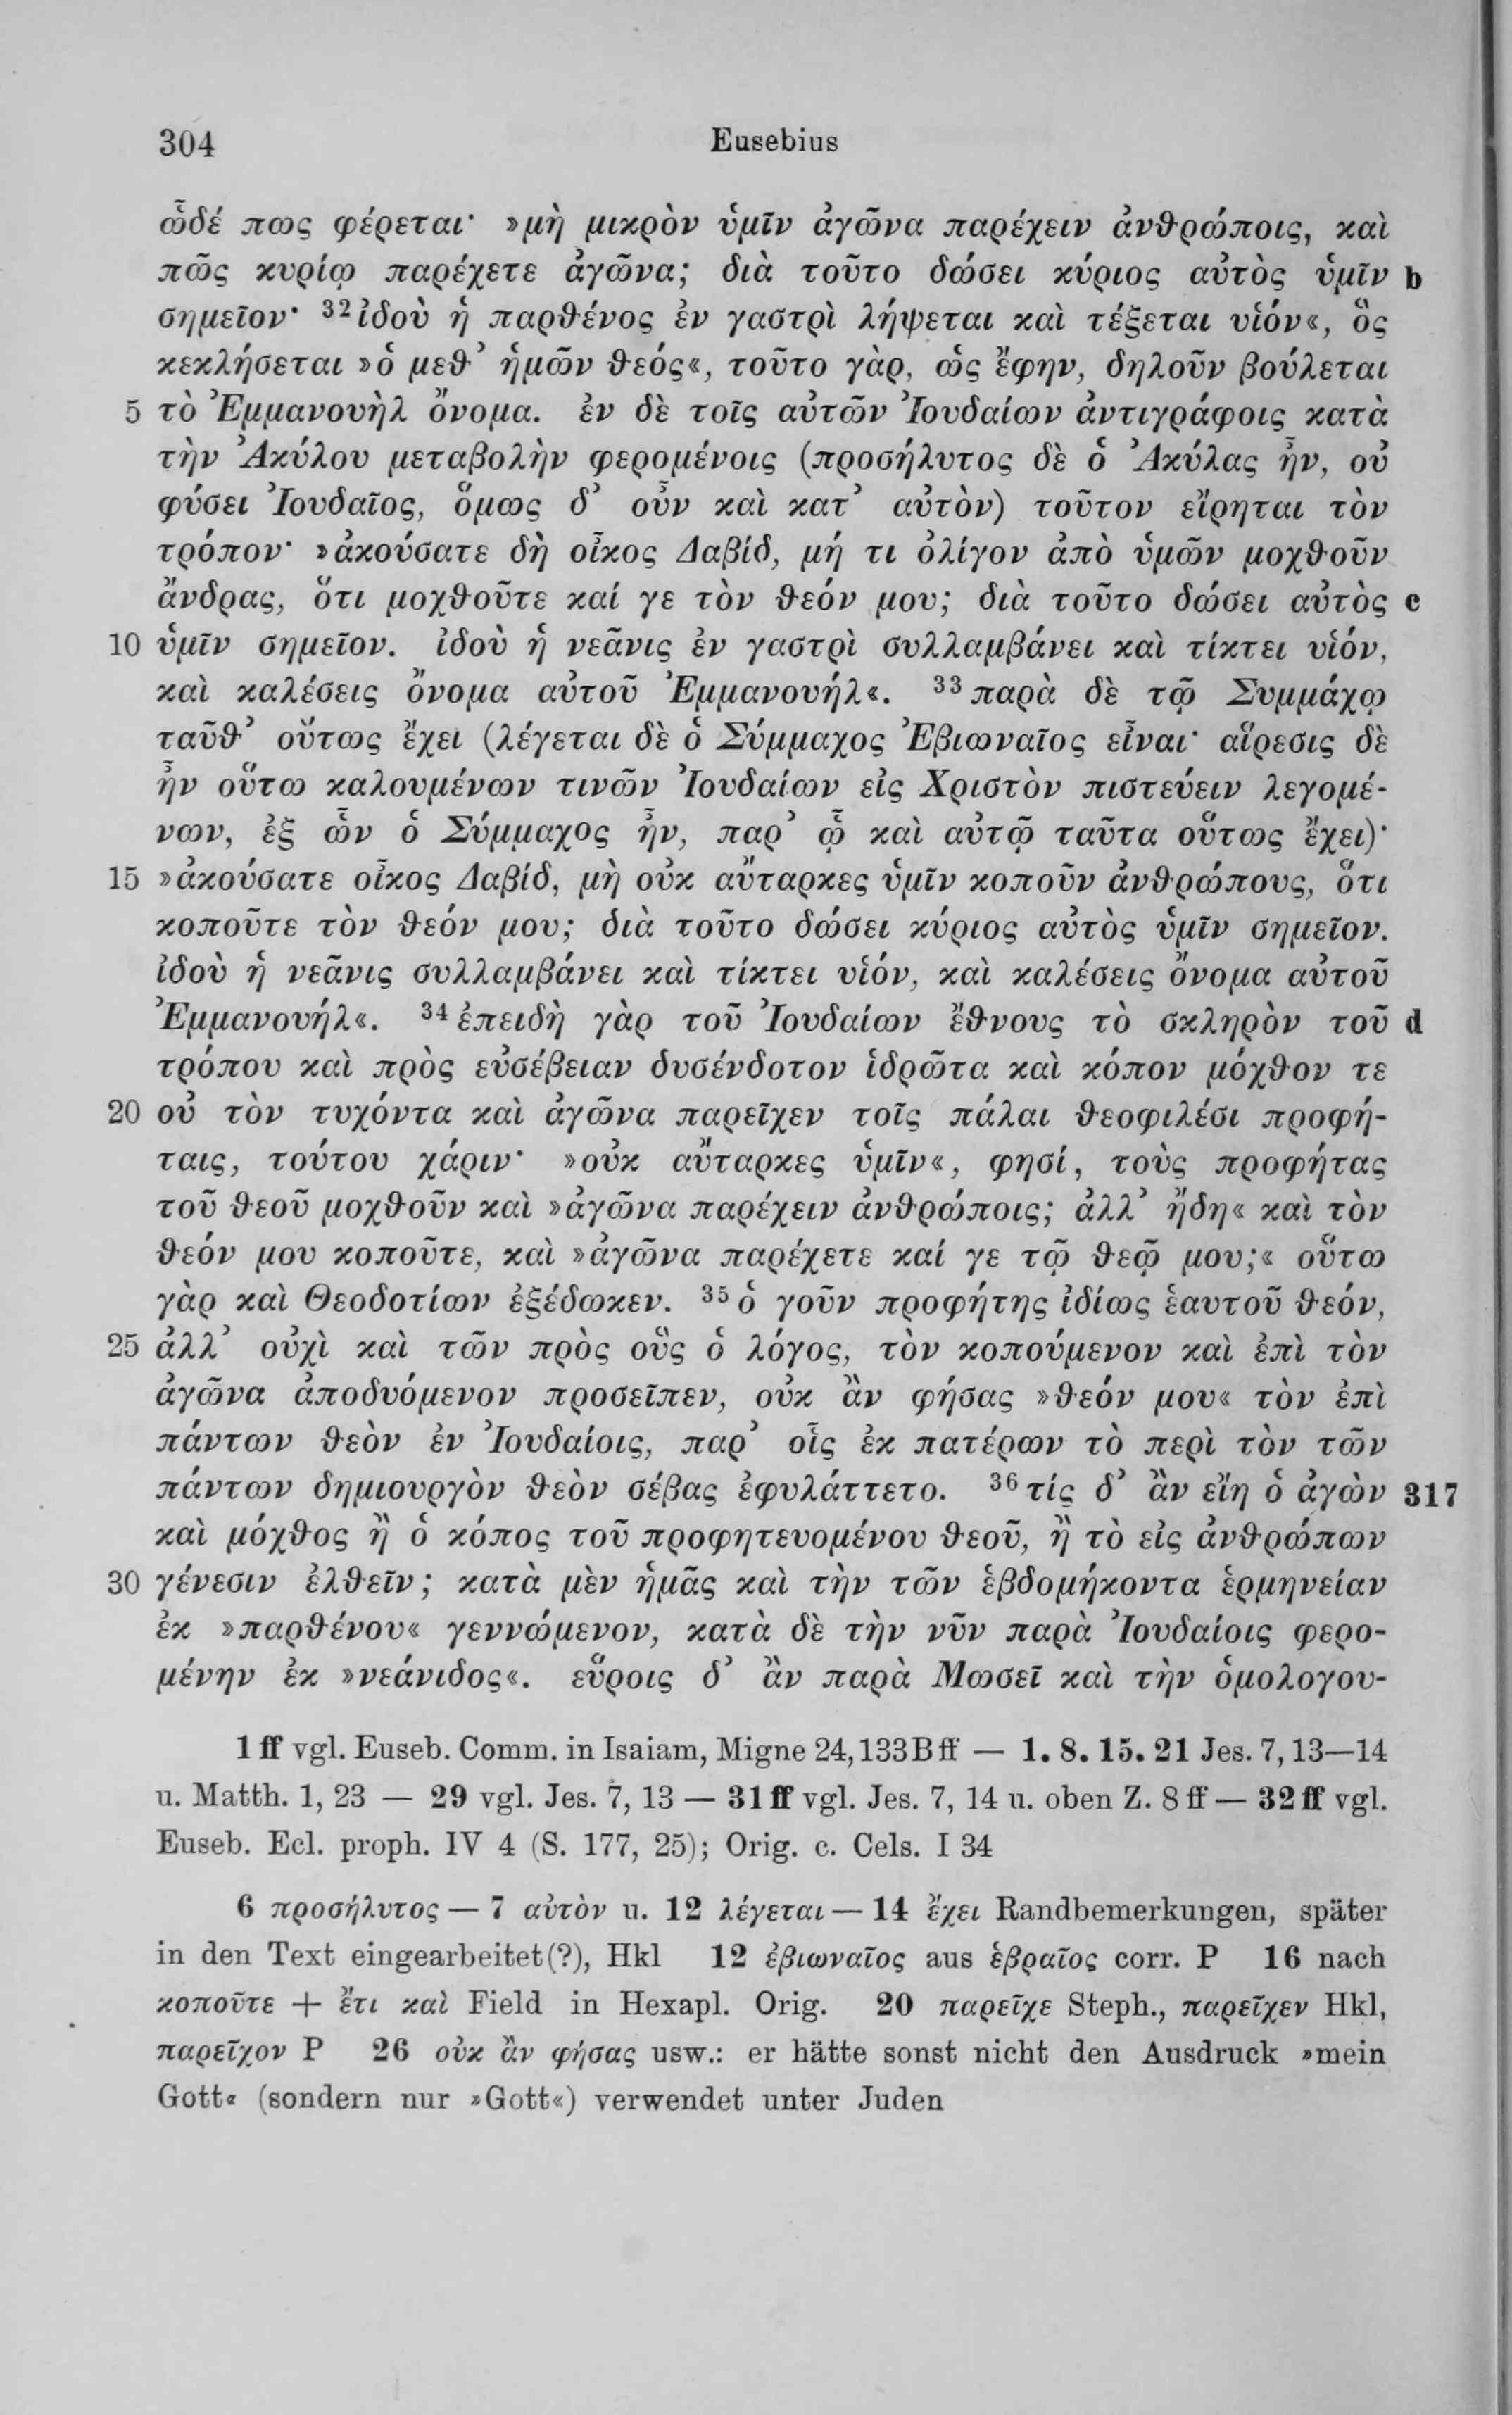 304 Eusebius
ὧδέ πως φέρεται· »μὴ μικρὸν ὑμῖν ἀγῶνα παρέχειν ἀνθρώποις, καὶ
πῶς κυρίῳ παρέχετε ἀγῶνα; διὰ τοῦτο δώσει κύριος αὐτὸς ὑμῖν b
σημεῖον· ³²ἰδοὺ ἡ παρθένος ἐν γαστρὶ λήψεται καὶ τέξεται υἱόν«, ὃς
κεκλήσεται »ὁ μεθ’ ἡμῶν θεός«, τοῦτο γὰρ, ὡς ἔφην, δηλοῦν βούλεται
5 τὸ Ἐμμανουὴλ ὄνομα. ἐν δὲ τοῖς αὐτῶν Ἰουδαίων ἀντιγράφοις κατὰ
τὴν Ἀκύλου μεταβολὴν φερομένοις (προσήλυτος δὲ ὁ Ἀκύλας ἦν, οὐ
φύσει Ἰουδαῖος, ὅμως δ’ οὖν καὶ κατ’ αὐτὸν) τοῦτον εἴρηται τὸν
τρόπον· »ἀκούσατε δὴ οἶκος Δαβίδ, μή τι ὀλίγον ἀπὸ ὑμῶν μοχθοῦν
ἄνδρας, ὅτι μοχθοῦτε καί γε τὸν θεόν μου; διὰ τοῦτο δώσει αὐτὸς c
10 ὑμῖν σημεῖον. ἰδοὺ ἡ νεᾶνις ἐν γαστρὶ συλλαμβάνει καὶ τίκτει υἱόν,
καὶ καλέσεις ὄνομα αὐτοῦ Ἐμμανουήλ«. ³³παρὰ δὲ τῷ Συμμάχῳ
ταῦθ’ οὕτως ἔχει (λέγεται δὲ ὁ Σύμμαχος Ἐβιωναῖος εἶναι· αἵρεσις δὲ
ἦν οὕτω καλουμένων τινῶν Ἰουδαίων εἰς Χριστὸν πιστεύειν λεγομέ-
νων, ἐξ ὧν ὁ Σύμμαχος ἦν, παρ’ ᾧ καὶ αὐτῷ ταῦτα οὕτως ἔχει)·
15 »ἀκούσατε οἶκος Δαβίδ, μὴ οὐκ αὔταρκες ὑμῖν κοποῦν ἀνθρώπους, ὅτι
κοποῦτε τὸν θεόν μου; διὰ τοῦτο δώσει κύριος αὐτὸς ὑμῖν σημεῖον.
ἰδοὺ ἡ νεᾶνις συλλαμβάνει καὶ τίκτει υἱόν, καὶ καλέσεις ὄνομα αὐτοῦ
Ἐμμανουήλ«. ³⁴ἐπειδὴ γὰρ τοῦ Ἰουδαίων ἔθνους τὸ σκληρὸν τοῦ d
τρόπου καὶ πρὸς εὐσέβειαν δυσένδοτον ἱδρῶτα καὶ κόπον μόχθον τε
20 οὐ τὸν τυχόντα καὶ ἀγῶνα παρεῖχεν τοῖς πάλαι θεοφιλέσι προφή-
ταις, τούτου χάριν· »οὐκ αὔταρκες ὑμῖν«, φησί, τοὺς προφήτας
τοῦ θεοῦ μοχθοῦν καὶ »ἀγῶνα παρέχειν ἀνθρώποις; ἀλλ’ ἤδη« καὶ τὸν
θεόν μου κοποῦτε, καὶ »ἀγῶνα παρέχετε καί γε τῷ θεῷ μου;« οὕτω
γὰρ καὶ Θεοδοτίων ἐξέδωκεν. ³⁵ὁ γοῦν προφήτης ἰδίως ἑαυτοῦ θεόν,
25 ἀλλ’ οὐχὶ καὶ τῶν πρὸς οὓς ὁ λόγος, τὸν κοπούμενον καὶ ἐπὶ τὸν
ἀγῶνα ἀποδυόμενον προσεῖπεν, οὐκ ἂν φήσας »θεόν μου« τὸν ἐπὶ
πάντων θεὸν ἐν Ἰουδαίοις, παρ’ οἷς ἐκ πατέρων τὸ περὶ τὸν τῶν
πάντων δημιουργὸν θεὸν σέβας ἐφυλάττετο. ³⁶τίς δ’ ἂν εἴη ὁ ἀγὼν 317
καὶ μόχθος ἢ ὁ κόπος τοῦ προφητευομένου θεοῦ, ἢ τὸ εἰς ἀνθρώπων
30 γένεσιν ἐλθεῖν; κατὰ μὲν ἡμᾶς καὶ τὴν τῶν ἑβδομήκοντα ἑρμηνείαν
ἐκ »παρθένου« γεννώμενον, κατὰ δὲ τὴν νῦν παρὰ Ἰουδαίοις φερο-
μένην ἐκ »νεάνιδος«. εὕροις δ’ ἂν παρὰ Μωσεῖ καὶ τὴν ὁμολογου-
1 ff vgl. Euseb. Comm. in Isaiam, Migne 24,133B ff — 1. 8. 15. 21 Jes. 7, 13—14
u. Matth. 1, 23 — 29 vgl. Jes. 7, 13 — 31 ff vgl. Jes. 7, 14 u. oben Z. 8 ff — 32 ff vgl.
Euseb. Ecl. proph. IV 4 (S. 177, 25); Orig. c. Cels. I 34
6 προσήλυτος — 7 αὐτὸν u. 12 λέγεται — 14 ἔχει Randbemerkungen, später
in den Text eingearbeitet(?), Hkl 12 ἐβιωναῖος aus ἑβραῖος corr. P 16 nach
κοποῦτε + ἔτι καὶ Field in Hexapl. Orig. 20 παρεῖχε Steph., παρεῖχεν Hkl,
παρεῖχον P 26 οὐκ ἂν φήσας usw.: er hätte sonst nicht den Ausdruck »mein
Gott« (sondern nur »Gott«) verwendet unter Juden